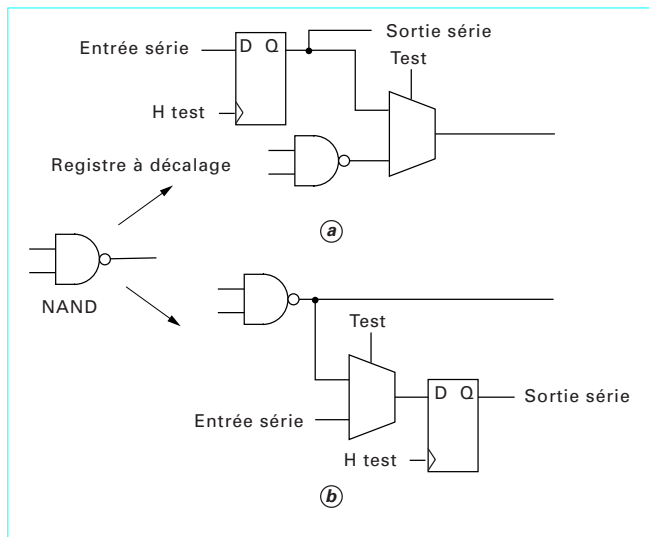 Sortie série
Entrée série
D Q
Test
H test
Registre à décalage
a
NAND
Test
D Q
Sortie série
Entrée série
H test
b